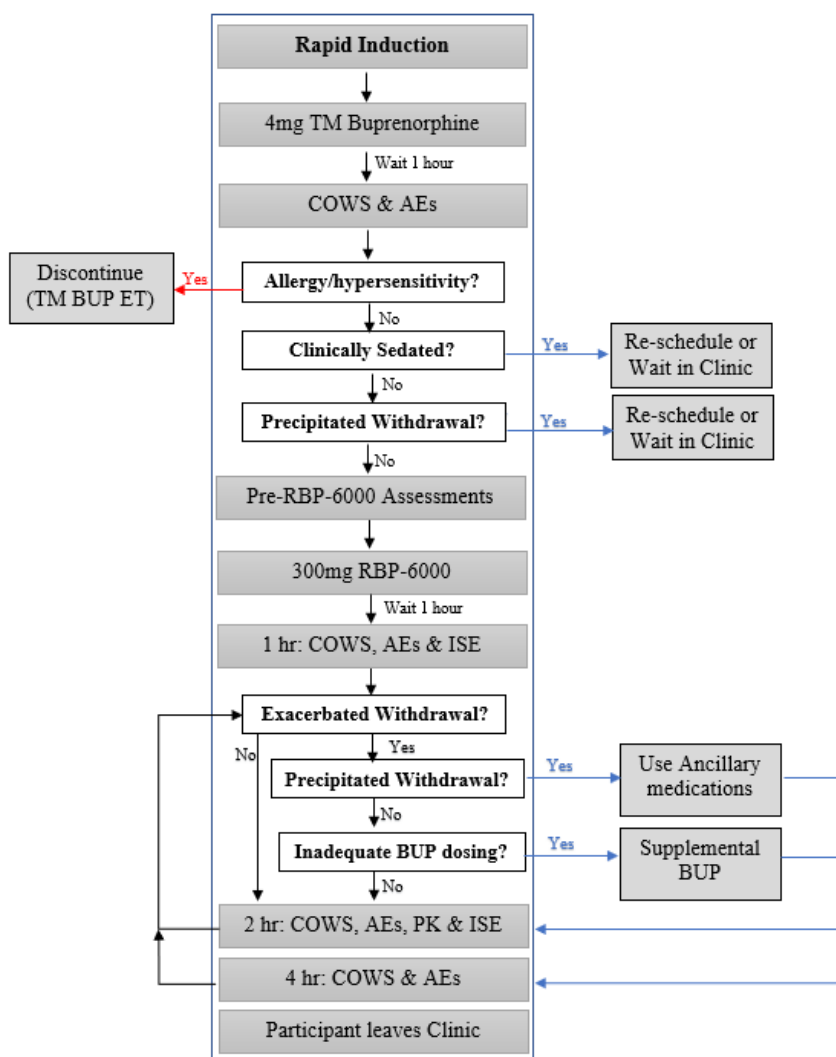 Rapid Induction
4mg TM Buprenorphine
Wait 1 hour
COWS & AEs
Allergy/hypersensitivity?
Yes
Discontinue
(TM BUP ET)
No
Clinically Sedated?
Yes
Re-schedule or
Wait in Clinic
No
Precipitated Withdrawal?
Yes
Re-schedule or
Wait in Clinic
No
Pre-RBP-6000 Assessments
300mg RBP-6000
Wait 1 hour
1 hr: COWS, AEs & ISE
Exacerbated Withdrawal?
No
Yes
Precipitated Withdrawal?
Yes
Use Ancillary
medications
No
Inadequate BUP dosing?
Yes
Supplemental
BUP
No
2 hr: COWS, AEs, PK & ISE
4 hr: COWS & AEs
Participant leaves Clinic